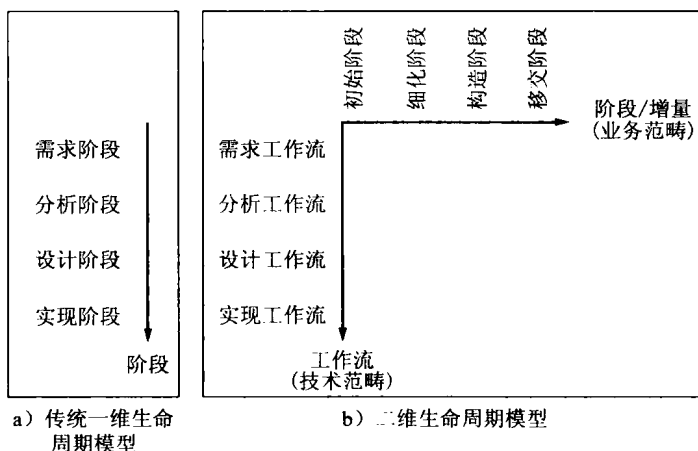 初始阶段
细化阶段
构造阶段
移交阶段
阶段/增量
(业务范畴)
需求阶段
分析阶段
设计阶段
实现阶段
阶段
需求工作流
分析工作流
设计工作流
实现工作流
工作流
(技术范畴)
a) 传统一维生命
周期模型
b) 二维生命周期模型